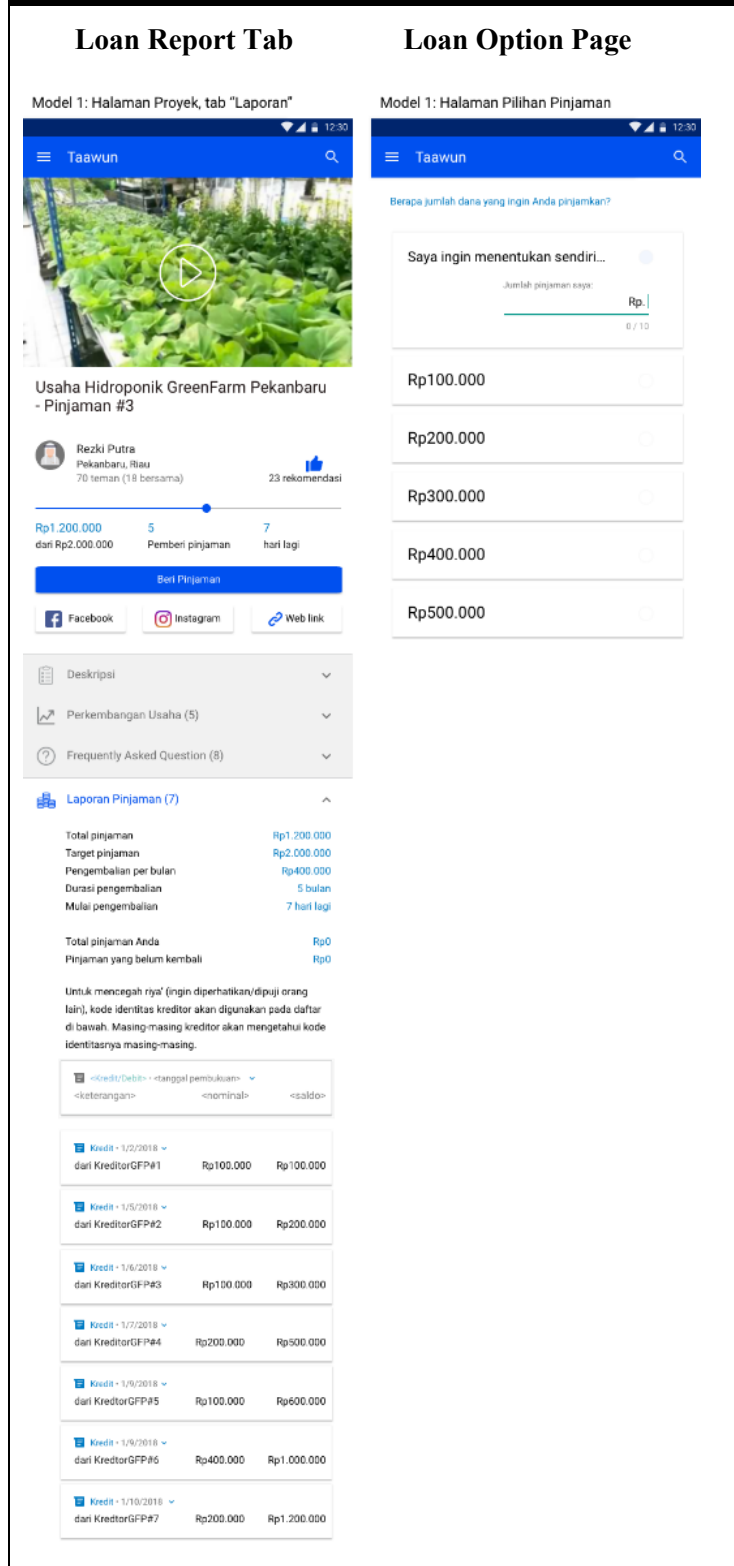 Loan Report Tab
Loan Option Page
Model 1: Halaman Proyek, tab “Laporan”
12:30
Taawun
Usaha Hidroponik GreenFarm Pekanbaru
- Pinjaman #3
Rezki Putra
Pekanbaru, Riau
70 teman (18 bersama)
23 rekomendasi
Rp1.200.000 5 7
dari Rp2.000.000 Pemberi pinjaman hari lagi
Beri Pinjaman
Facebook Instagram Web link
Deskripsi
Perkembangan Usaha (5)
Frequently Asked Question (8)
Laporan Pinjaman (7)
Total pinjaman Rp1.200.000
Target pinjaman Rp2.000.000
Pengembalian per bulan Rp400.000
Durasi pengembalian 5 bulan
Mulai pengembalian 7 hari lagi
Total pinjaman Anda Rp0
Pinjaman yang belum kembali Rp0
Untuk mencegah riya' (ingin diperhatikan/dipuji orang
lain), kode identitas kreditor akan digunakan pada daftar
di bawah. Masing-masing kreditor akan mengetahui kode
identitasnya masing-masing.
<Kredit/Debit> • <tanggal pembukuan>
<keterangan> <nominal> <saldo>
Kredit • 1/2/2018
dari KreditorGFP#1 Rp100.000 Rp100.000
Kredit • 1/5/2018
dari KreditorGFP#2 Rp100.000 Rp200.000
Kredit • 1/6/2018
dari KreditorGFP#3 Rp100.000 Rp300.000
Kredit • 1/7/2018
dari KreditorGFP#4 Rp200.000 Rp500.000
Kredit • 1/9/2018
dari KredtorGFP#5 Rp100.000 Rp600.000
Kredit • 1/9/2018
dari KredtorGFP#6 Rp400.000 Rp1.000.000
Kredit • 1/10/2018
dari KredtorGFP#7 Rp200.000 Rp1.200.000
Model 1: Halaman Pilihan Pinjaman
12:30
Taawun
Berapa jumlah dana yang ingin Anda pinjamkan?
Saya ingin menentukan sendiri...
Jumlah pinjaman saya:
Rp.
0 / 10
Rp100.000
Rp200.000
Rp300.000
Rp400.000
Rp500.000